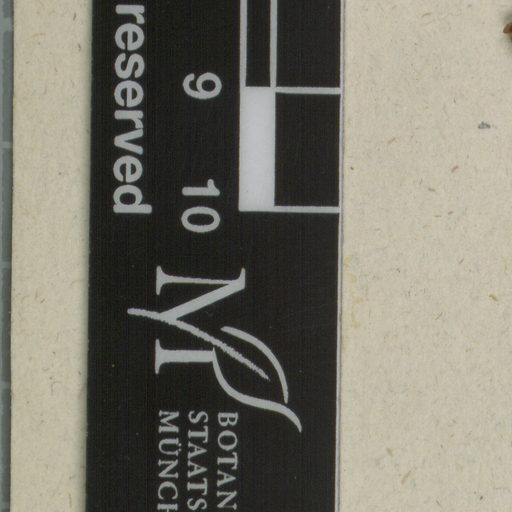 reserved
9 10
M
BOTAN
STAATS
MÜNCH